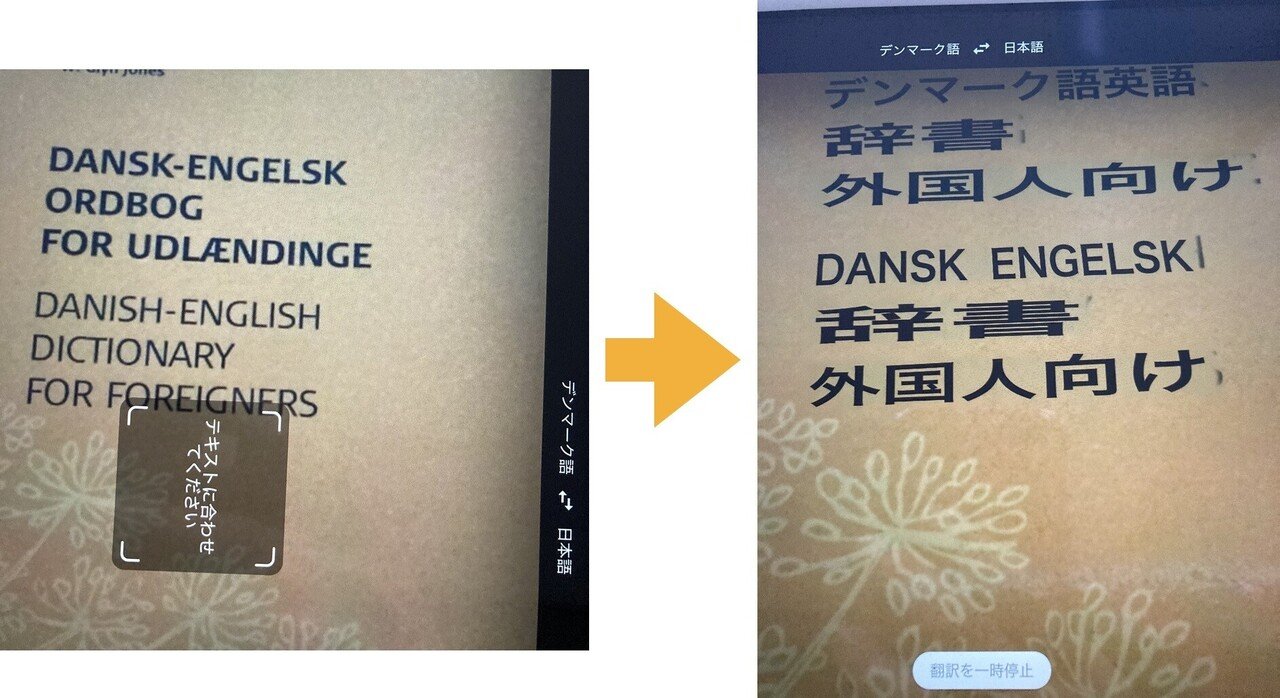 W. Glyn Jones
DANSK-ENGELSK
ORDBOG
FOR UDLÆNDINGE
DANISH-ENGLISH
DICTIONARY
FOR FOREIGNERS
テキストに合わせ
てください
デンマーク語 日本語
デンマーク語 日本語
デンマーク語英語
辞書
外国人向け
DANSK ENGELSK
辞書
外国人向け
翻訳を一時停止